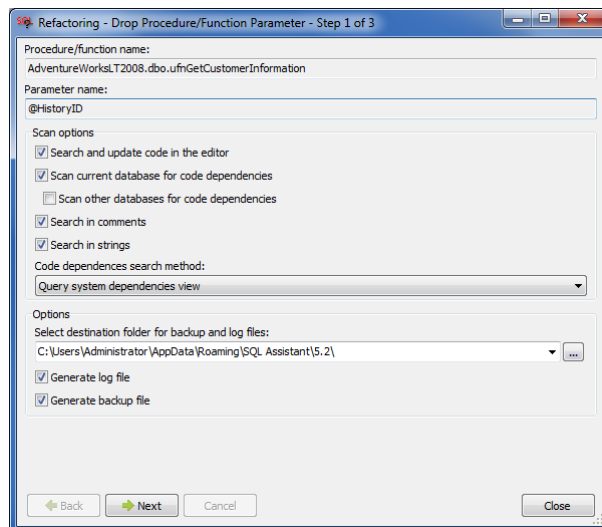 SQL Refactoring - Drop Procedure/Function Parameter - Step 1 of 3
Procedure/function name:
AdventureWorksLT2008.dbo.ufnGetCustomerInformation
Parameter name:
@HistoryID
Scan options
Search and update code in the editor
Scan current database for code dependencies
Scan other databases for code dependencies
Search in comments
Search in strings
Code dependences search method:
Query system dependencies view
Options
Select destination folder for backup and log files:
C:\Users\Administrator\AppData\Roaming\SQL Assistant\5.2\
...
Generate log file
Generate backup file
Back Next Cancel Close